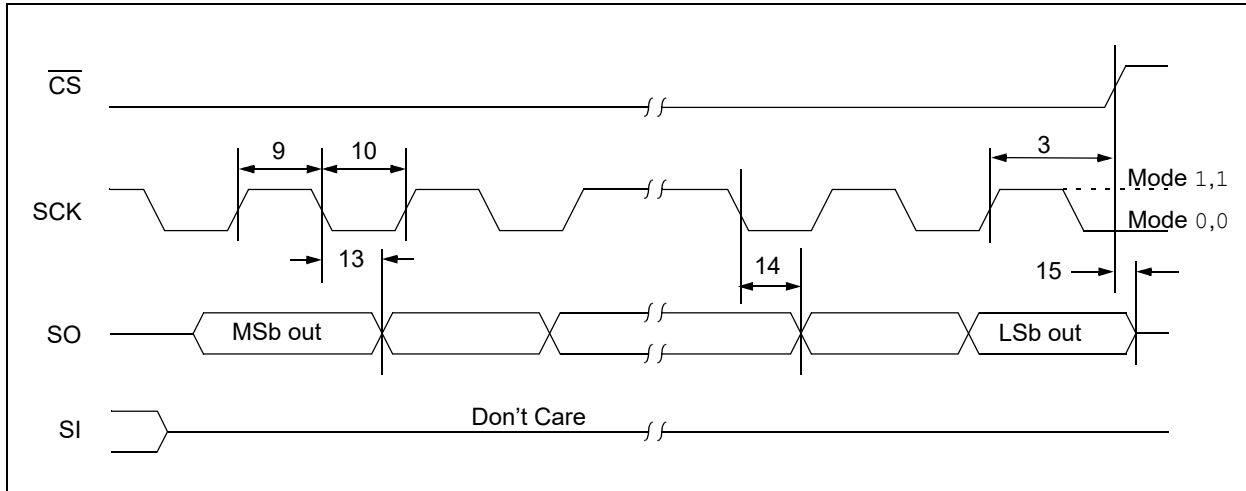 CS
9
10
3
Mode 1,1
SCK
Mode 0,0
13
14
15
SO
MSb out
LSb out
Don't Care
SI